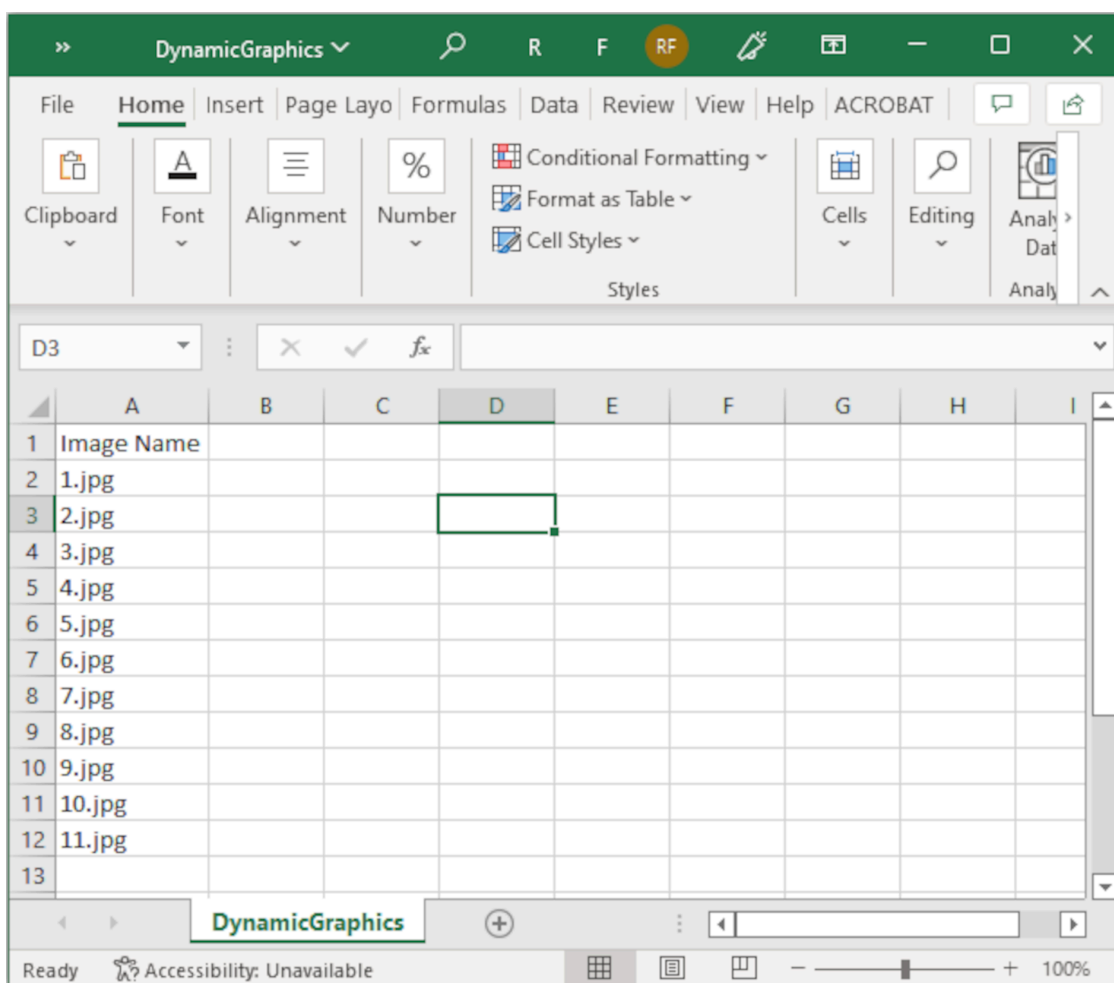 » DynamicGraphics R F RF
File Home Insert Page Layo Formulas Data Review View Help ACROBAT
Clipboard Font Alignment Number Cells Editing
Conditional Formatting
Format as Table
Cell Styles
Styles
Analy
Dat
Analy
D3 fx
A B C D E F G H I
1 Image Name
2 1.jpg
3 2.jpg
4 3.jpg
5 4.jpg
6 5.jpg
7 6.jpg
8 7.jpg
9 8.jpg
10 9.jpg
11 10.jpg
12 11.jpg
13
DynamicGraphics
Ready Accessibility: Unavailable 100%